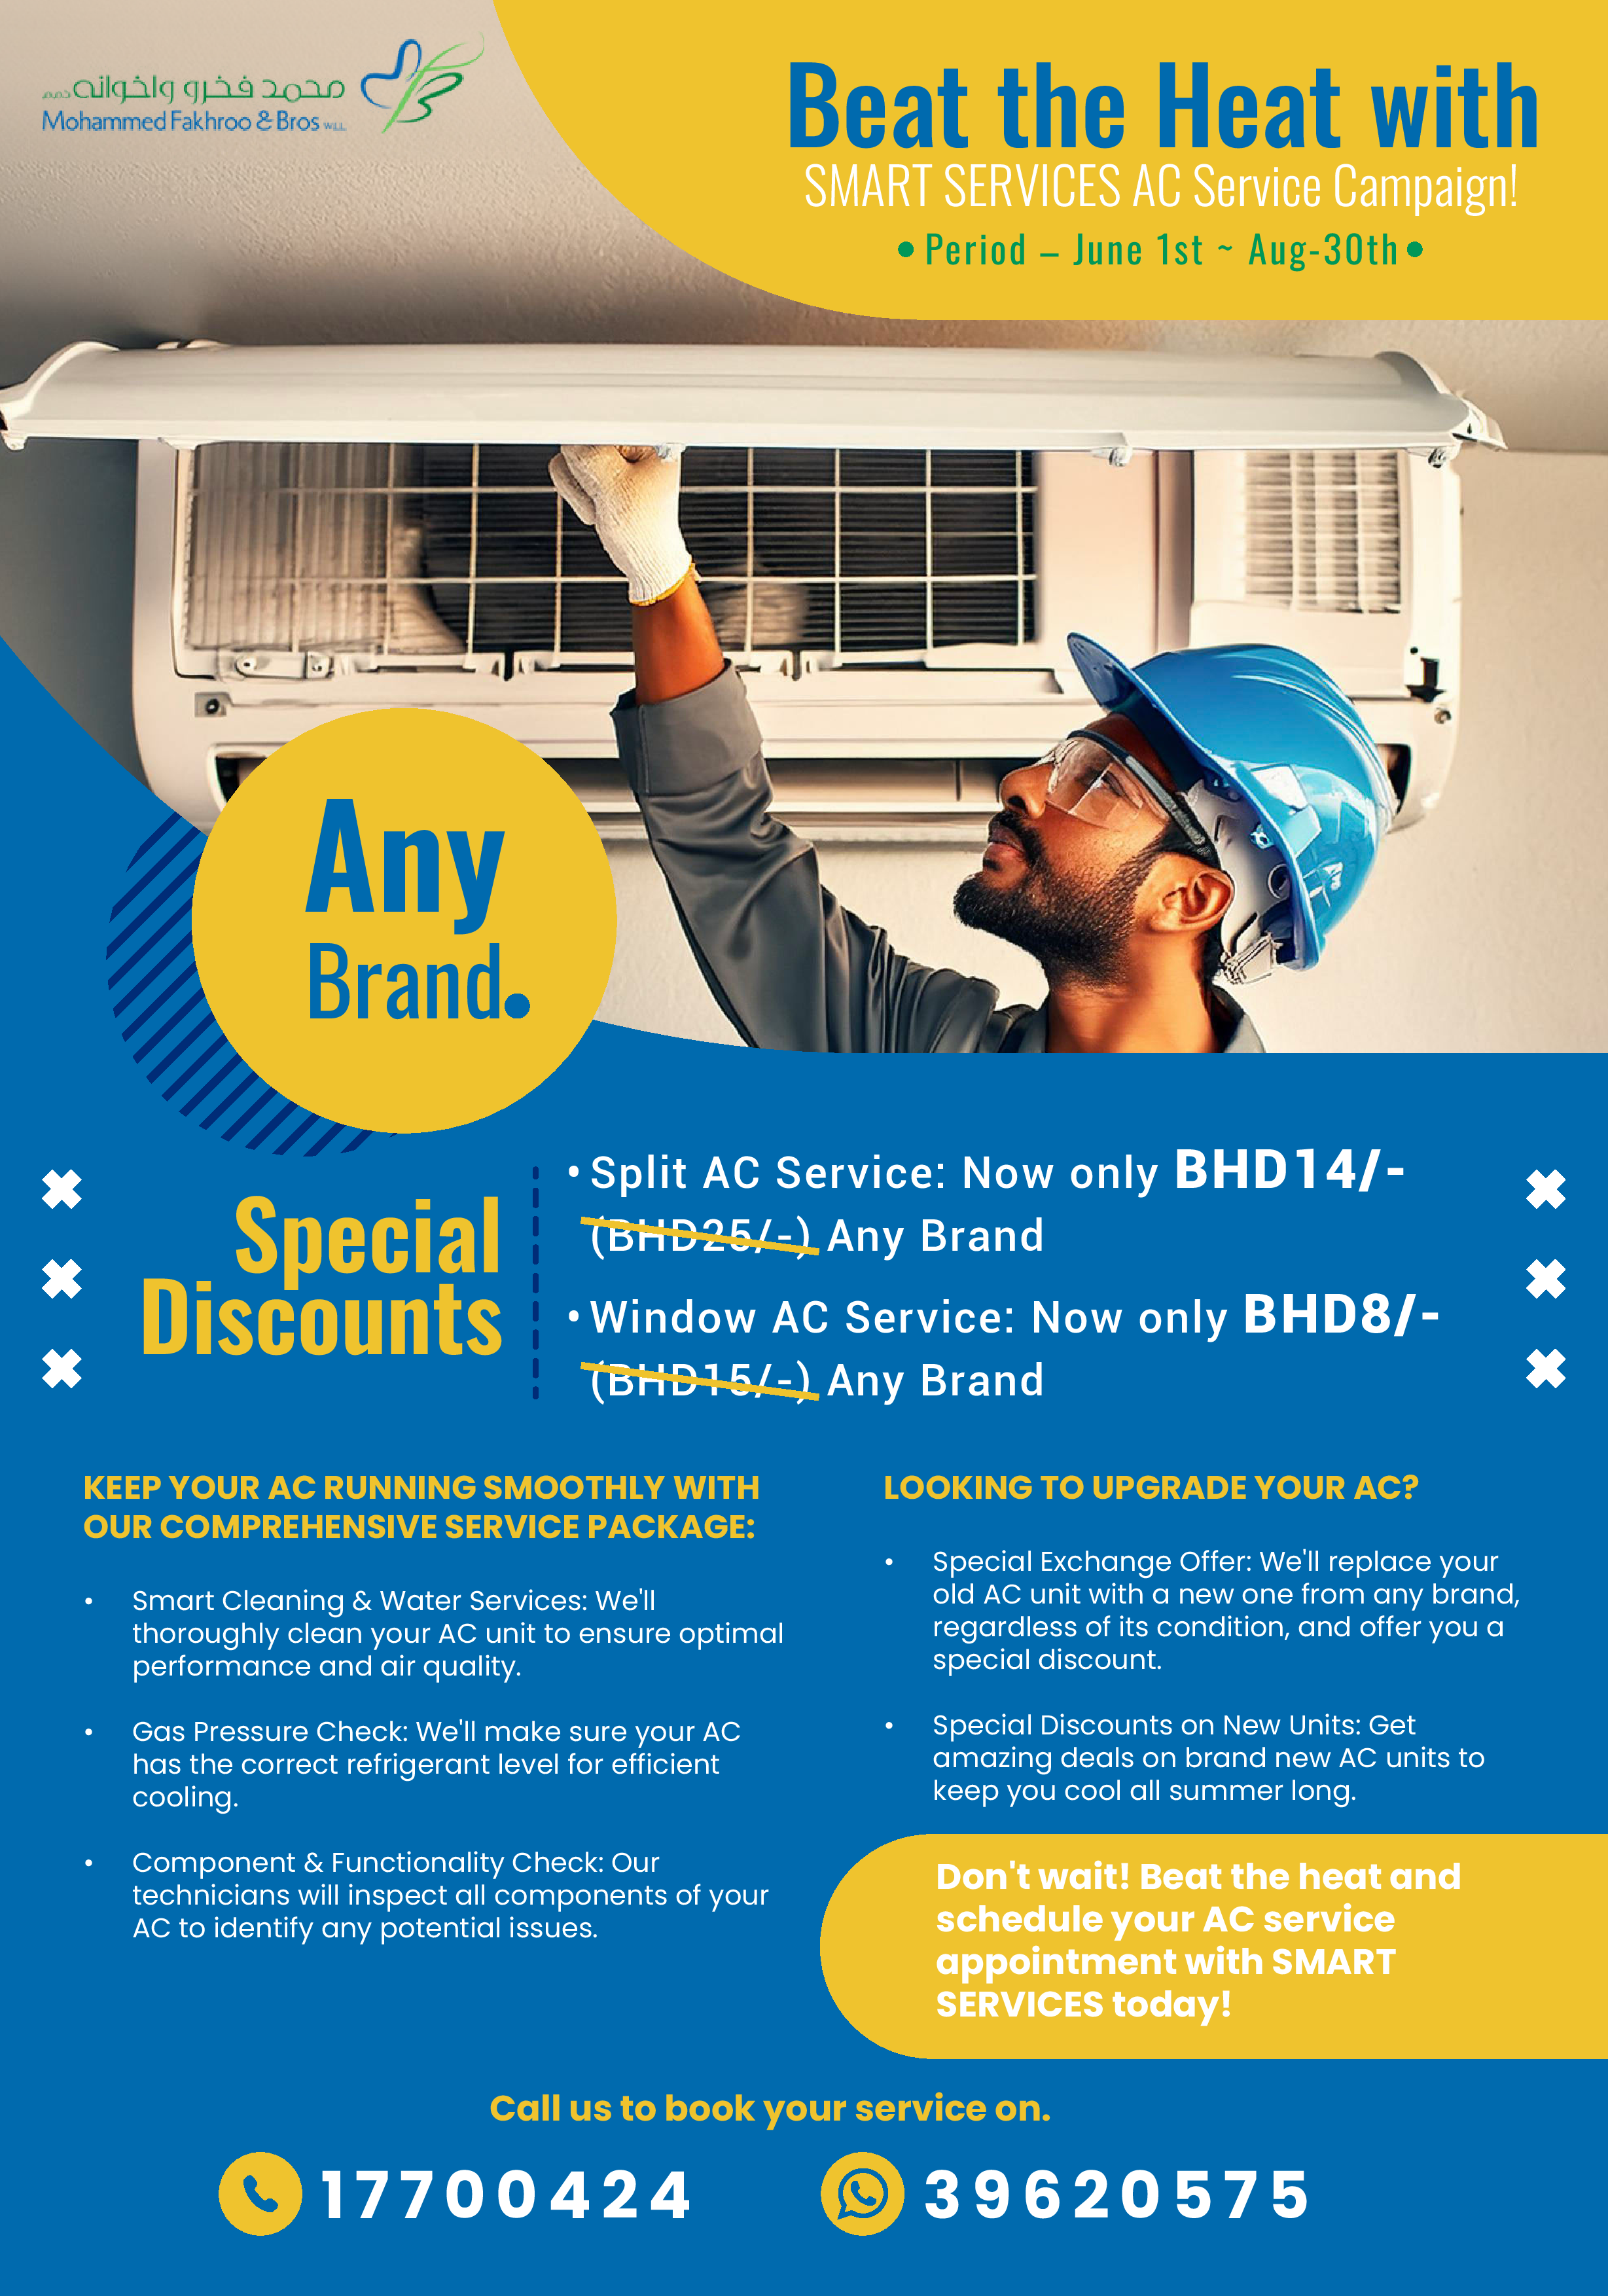 محمد فخرو واخوانه ذ.م.م
Mohammed Fakhroo & Bros W.L.L.
Beat the Heat with
SMART SERVICES AC Service Campaign!
• Period – June 1st ~ Aug-30th •
Any
Brand.
Special
Discounts
• Split AC Service: Now only BHD14/-
(BHD25/-) Any Brand
• Window AC Service: Now only BHD8/-
(BHD15/-) Any Brand
KEEP YOUR AC RUNNING SMOOTHLY WITH
OUR COMPREHENSIVE SERVICE PACKAGE:
• Smart Cleaning & Water Services: We'll
thoroughly clean your AC unit to ensure optimal
performance and air quality.
• Gas Pressure Check: We'll make sure your AC
has the correct refrigerant level for efficient
cooling.
• Component & Functionality Check: Our
technicians will inspect all components of your
AC to identify any potential issues.
LOOKING TO UPGRADE YOUR AC?
• Special Exchange Offer: We'll replace your
old AC unit with a new one from any brand,
regardless of its condition, and offer you a
special discount.
• Special Discounts on New Units: Get
amazing deals on brand new AC units to
keep you cool all summer long.
Don't wait! Beat the heat and
schedule your AC service
appointment with SMART
SERVICES today!
Call us to book your service on.
17700424
39620575